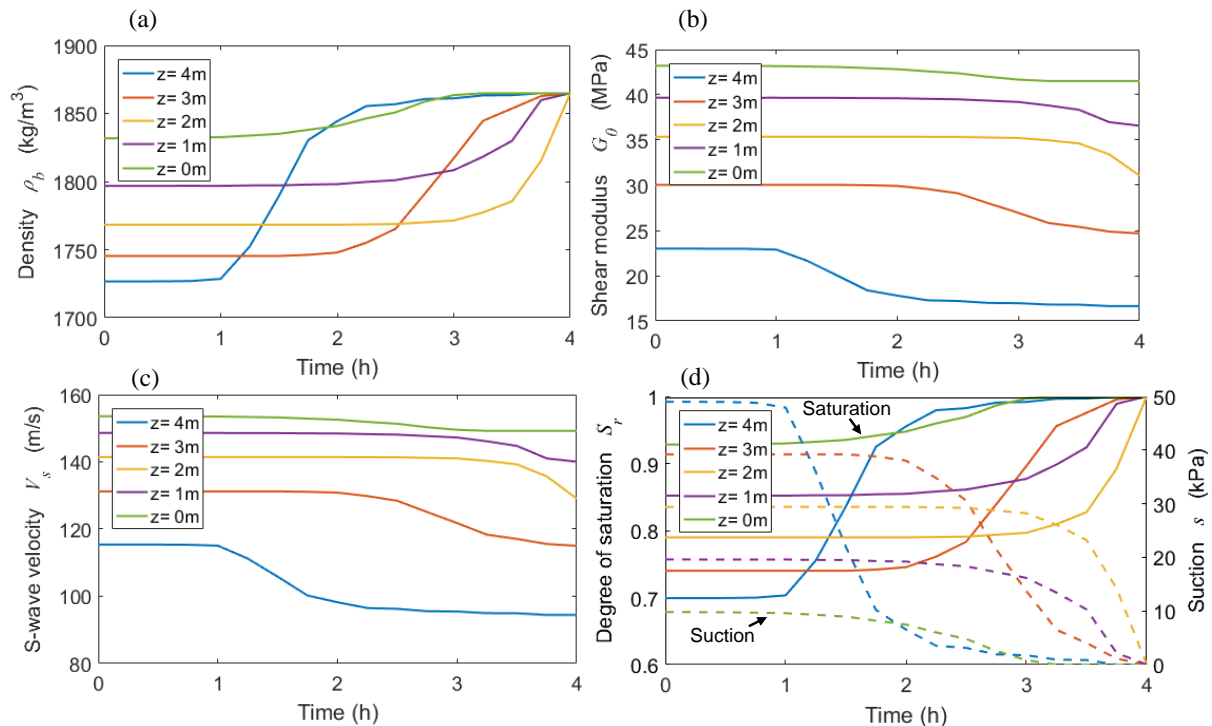 (a)
1900
1850
1800
1750
1700
Density ρb (kg/m³)
z= 4m
z= 3m
z= 2m
z= 1m
z= 0m
0 1 2 3 4
Time (h)
(b)
45
40
35
30
25
20
15
Shear modulus G0 (MPa)
z= 4m
z= 3m
z= 2m
z= 1m
z= 0m
0 1 2 3 4
Time (h)
(c)
160
140
120
100
80
S-wave velocity Vs (m/s)
z= 4m
z= 3m
z= 2m
z= 1m
z= 0m
0 1 2 3 4
Time (h)
(d)
1
0.9
0.8
0.7
0.6
Degree of saturation Sr
z= 4m
z= 3m
z= 2m
z= 1m
z= 0m
Saturation
Suction
50
40
30
20
10
0
Suction s (kPa)
0 1 2 3 4
Time (h)